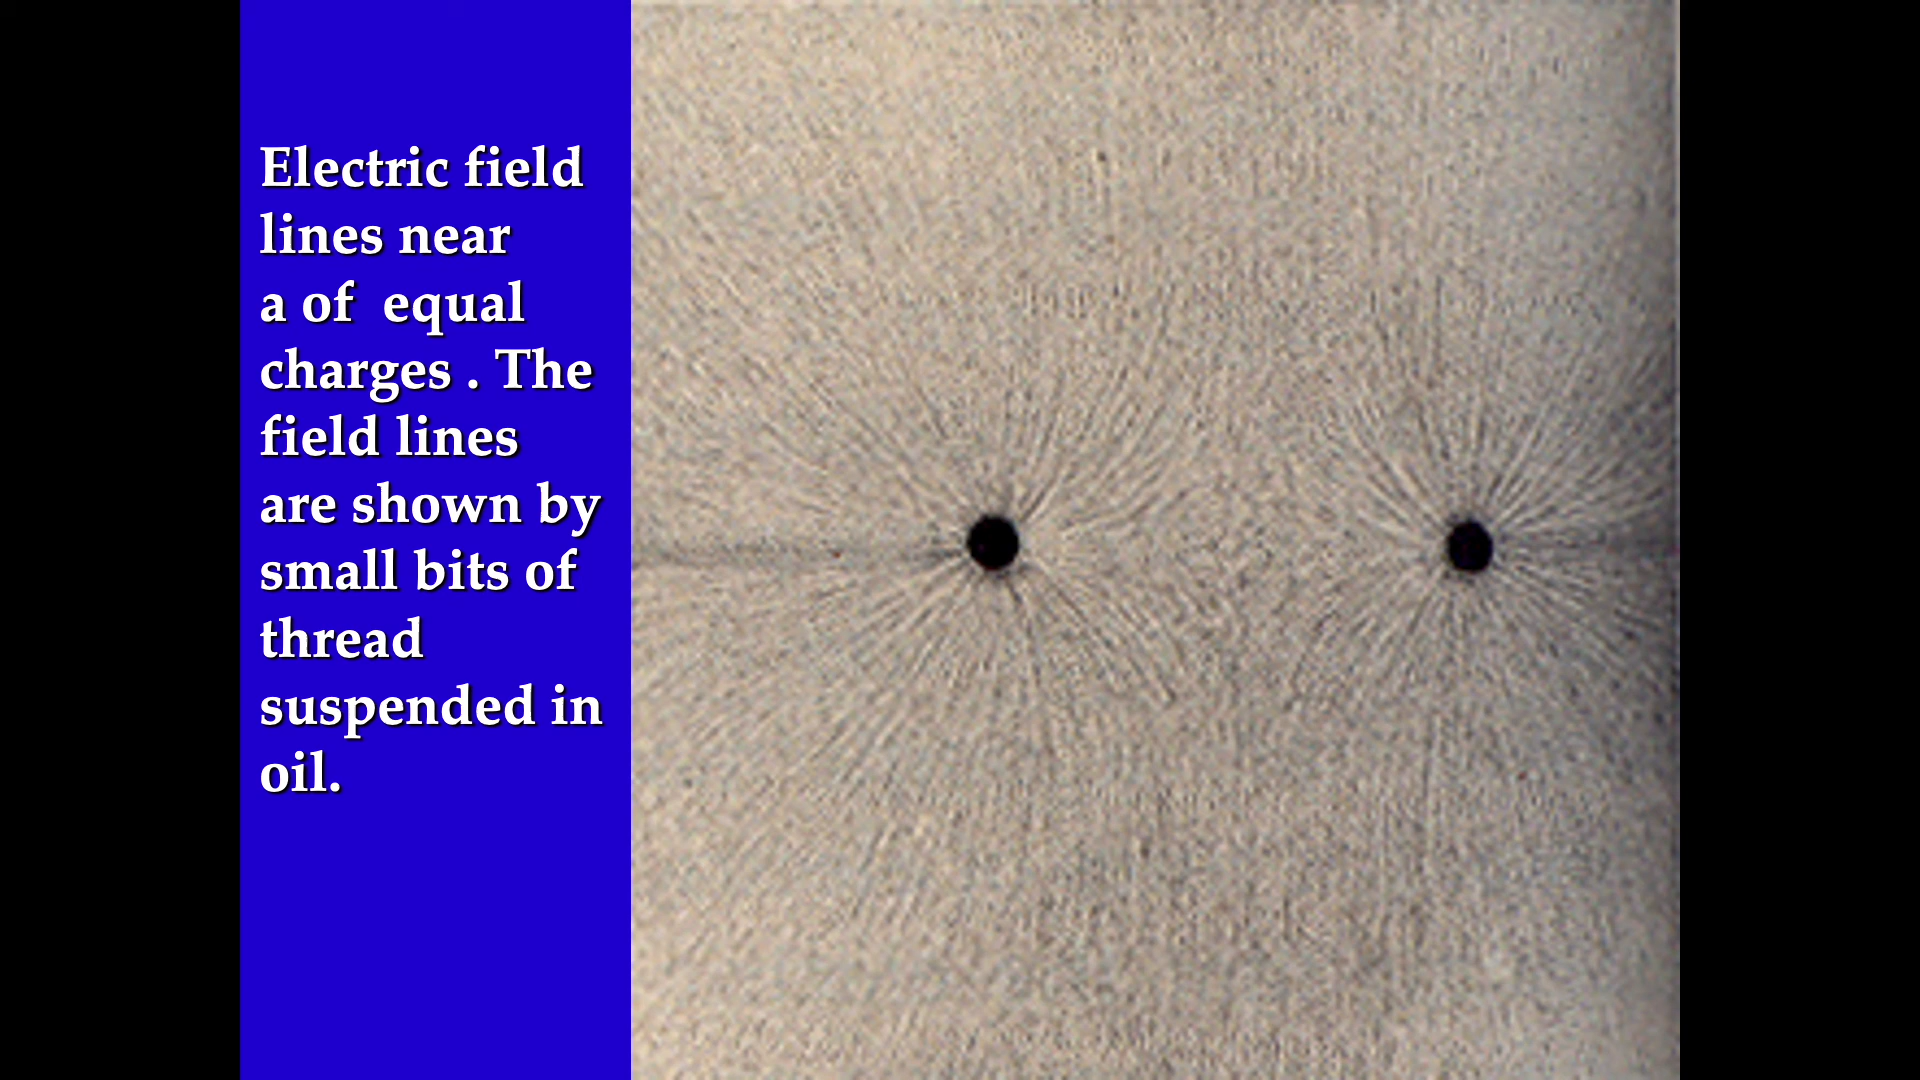 Electric field
lines near
a of  equal
charges . The
field lines
are shown by
small bits of
thread
suspended in
oil.